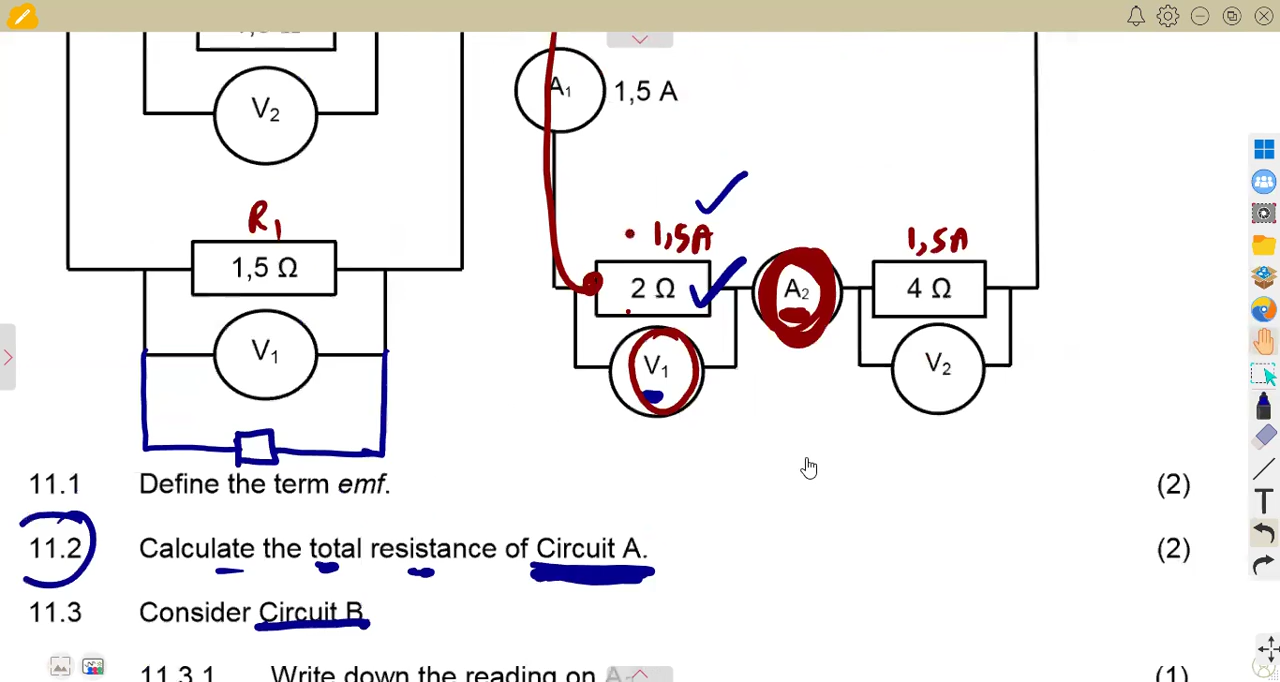 V2
A1 1,5 A
R1
1,5A
1,5A
1,5 Ω
2 Ω
A2
4 Ω
V1
V1
V2
11.1 Define the term emf. (2)
11.2 Calculate the total resistance of Circuit A. (2)
11.3 Consider Circuit B.
11.3.1 Write down the reading on (1)